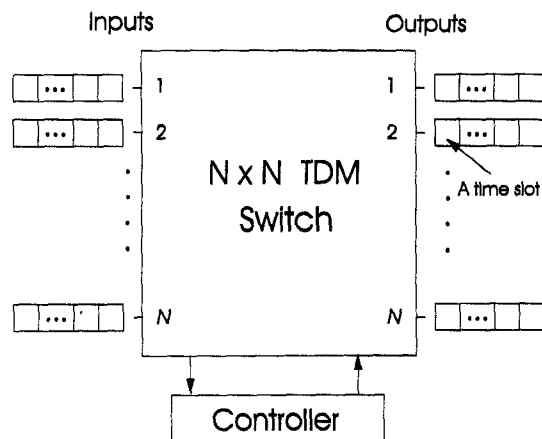 Inputs
Outputs
1
1
2
2
N x N TDM
Switch
A time slot
N
N
Controller